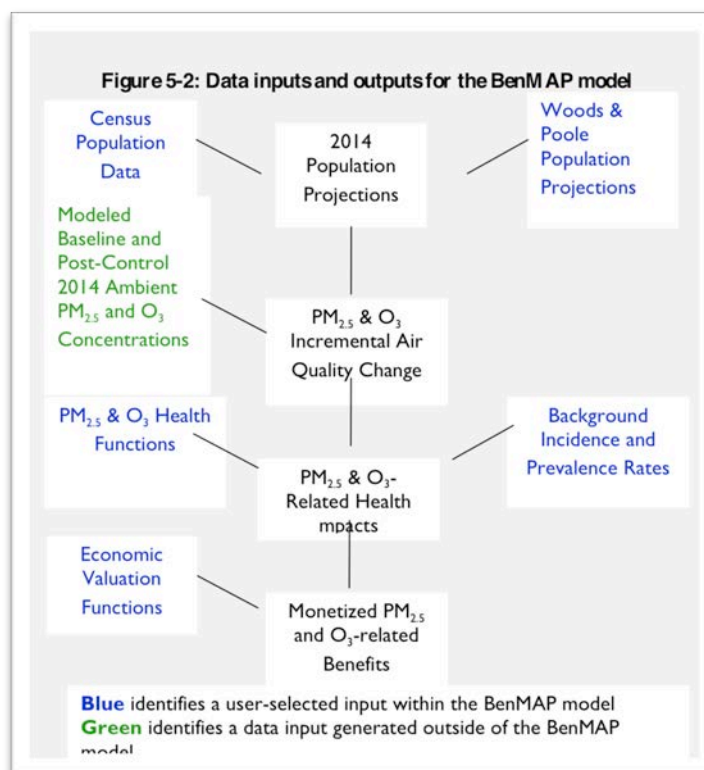 Figure 5-2: Data inputs and outputs for the BenMAP model
Census
Population
Data
2014
Population
Projections
Woods &
Poole
Population
Projections
Modeled
Baseline and
Post-Control
2014 Ambient
PM₂.₅ and O₃
Concentrations
PM₂.₅ & O₃
Incremental Air
Quality Change
PM₂.₅ & O₃ Health
Functions
Background
Incidence and
Prevalence Rates
PM₂.₅ & O₃-
Related Health
mpacts
Economic
Valuation
Functions
Monetized PM₂.₅
and O₃-related
Benefits
Blue identifies a user-selected input within the BenMAP model
Green identifies a data input generated outside of the BenMAP
model